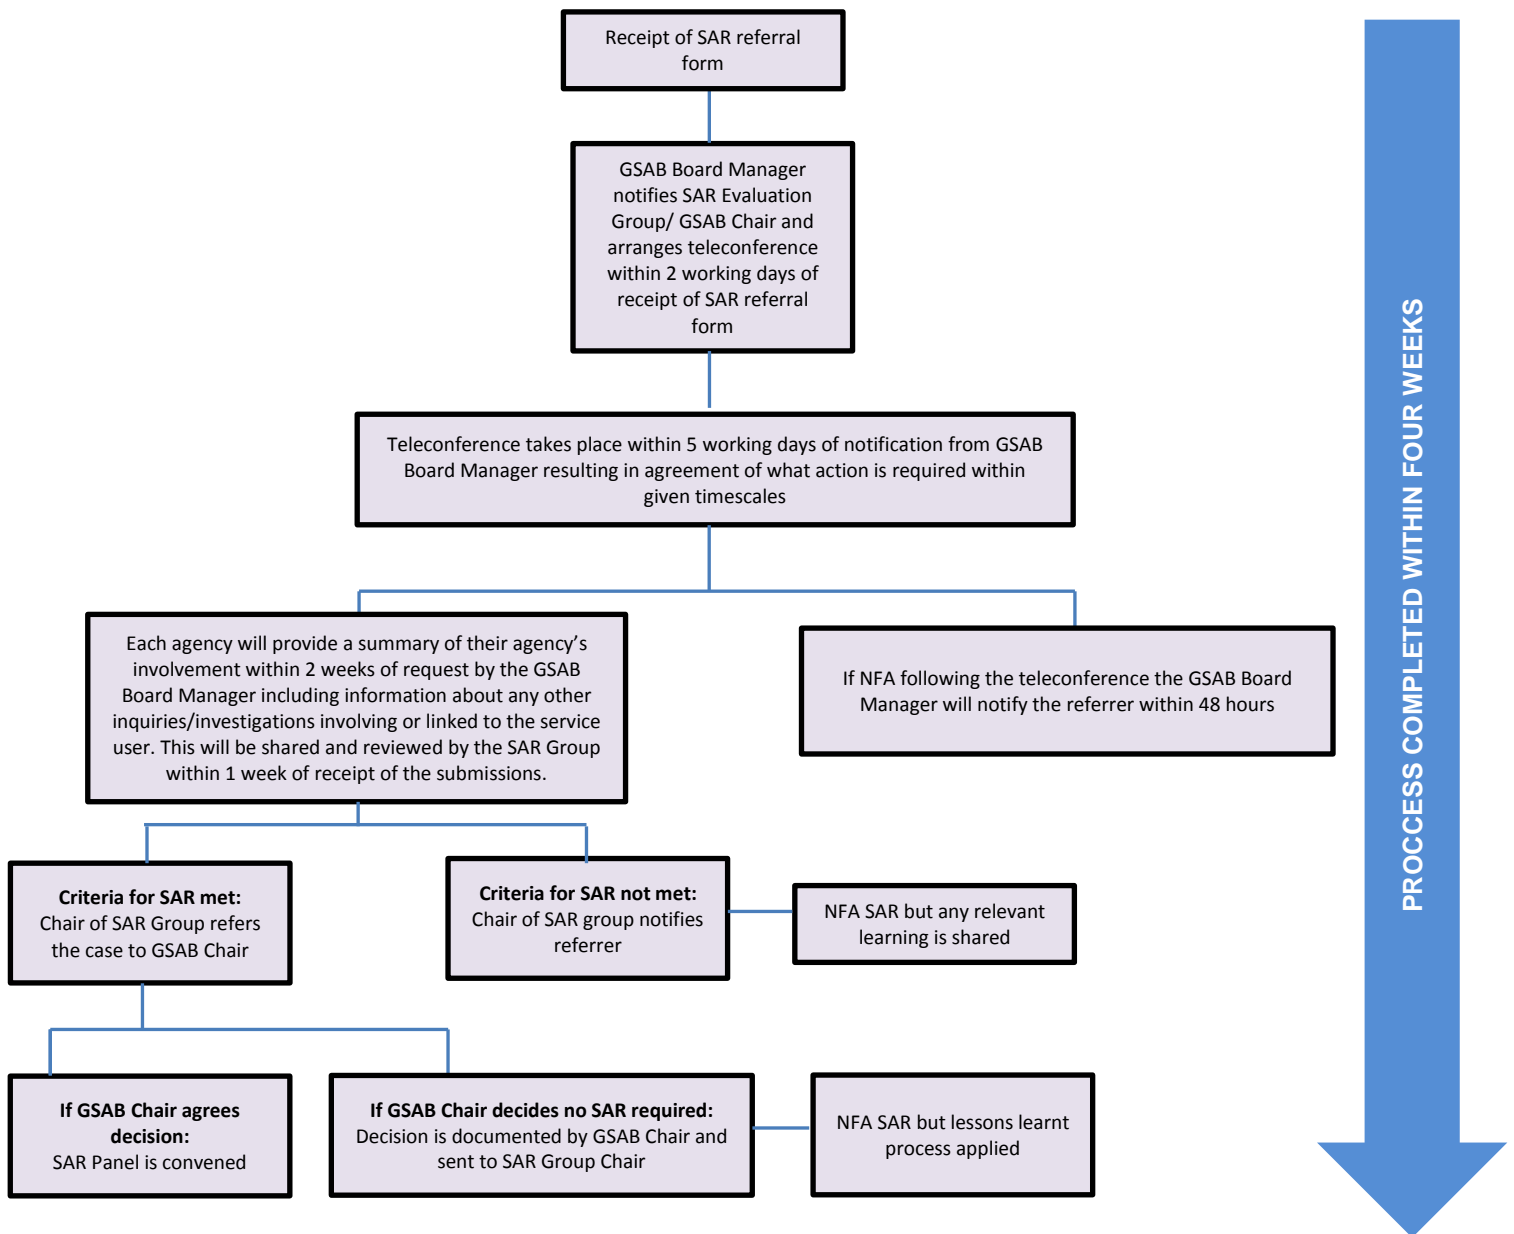 Receipt of SAR referral
form
GSAB Board Manager
notifies SAR Evaluation
Group/ GSAB Chair and
arranges teleconference
within 2 working days of
receipt of SAR referral
form
Teleconference takes place within 5 working days of notification from GSAB
Board Manager resulting in agreement of what action is required within
given timescales
Each agency will provide a summary of their agency’s
involvement within 2 weeks of request by the GSAB
Board Manager including information about any other
inquiries/investigations involving or linked to the service
user. This will be shared and reviewed by the SAR Group
within 1 week of receipt of the submissions.
If NFA following the teleconference the GSAB Board
Manager will notify the referrer within 48 hours
Criteria for SAR met:
Chair of SAR Group refers
the case to GSAB Chair
Criteria for SAR not met:
Chair of SAR group notifies
referrer
NFA SAR but any relevant
learning is shared
If GSAB Chair agrees
decision:
SAR Panel is convened
If GSAB Chair decides no SAR required:
Decision is documented by GSAB Chair and
sent to SAR Group Chair
NFA SAR but lessons learnt
process applied
PROCCESS COMPLETED WITHIN FOUR WEEKS